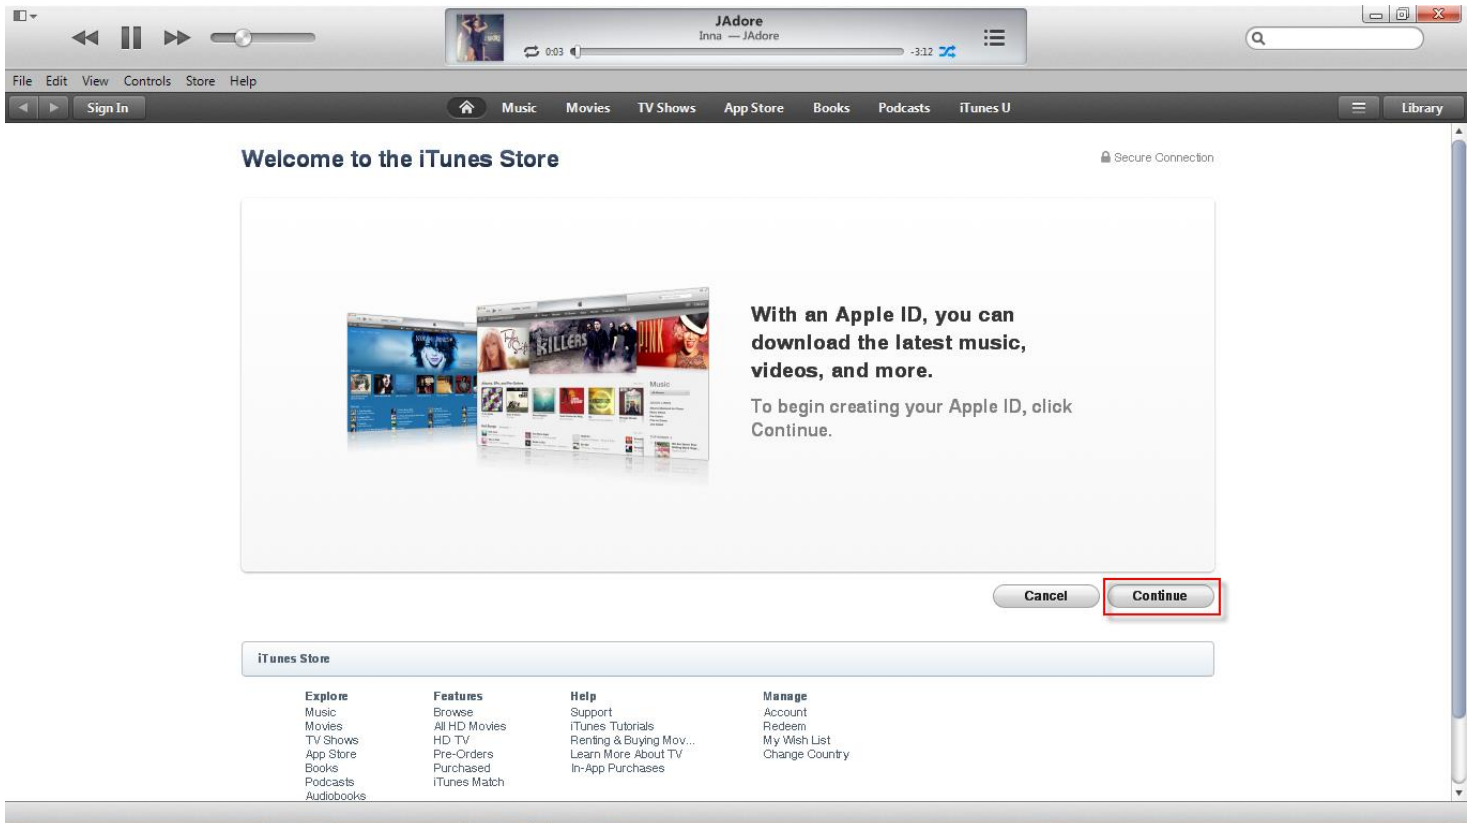 JAdore
Inna — JAdore
0:03
-3:12
File Edit View Controls Store Help
Sign In Music Movies TV Shows App Store Books Podcasts iTunes U Library
Welcome to the iTunes Store
Secure Connection
KILLERS
P!NK
Music
With an Apple ID, you can
download the latest music,
videos, and more.
To begin creating your Apple ID, click
Continue.
Cancel Continue
iTunes Store
Explore
Music
Movies
TV Shows
App Store
Books
Podcasts
Audiobooks
Features
Browse
All HD Movies
HD TV
Pre-Orders
Purchased
iTunes Match
Help
Support
iTunes Tutorials
Renting & Buying Mov...
Learn More About TV
In-App Purchases
Manage
Account
Redeem
My Wish List
Change Country